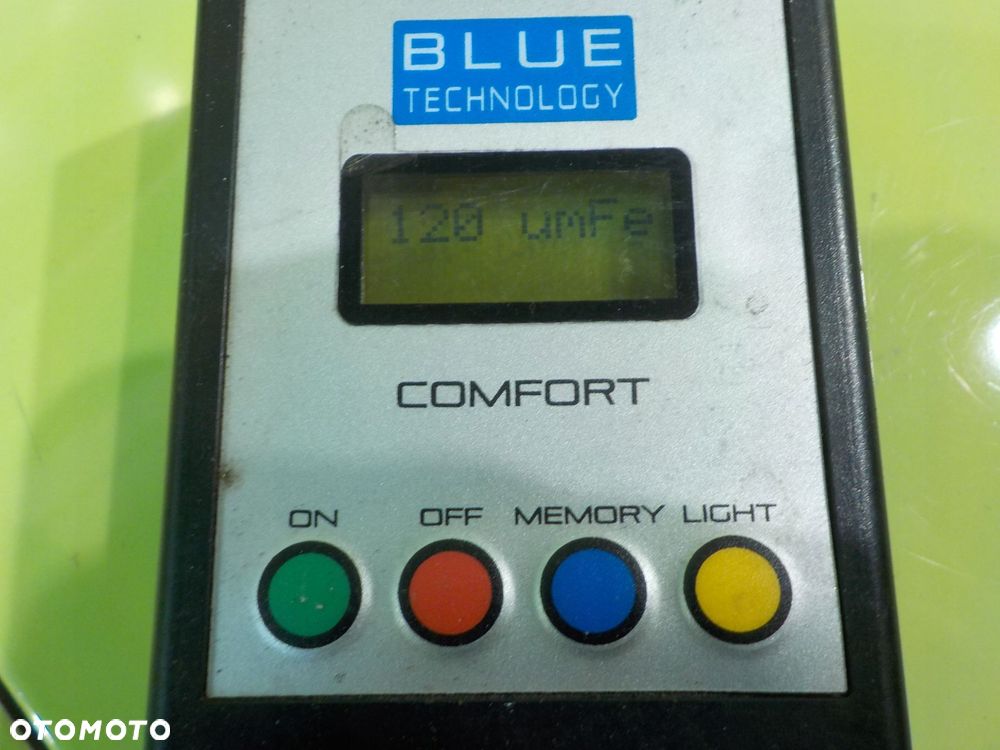 BLUE
TECHNOLOGY
120 umFe
COMFORT
ON OFF MEMORY LIGHT
OTOMOTO